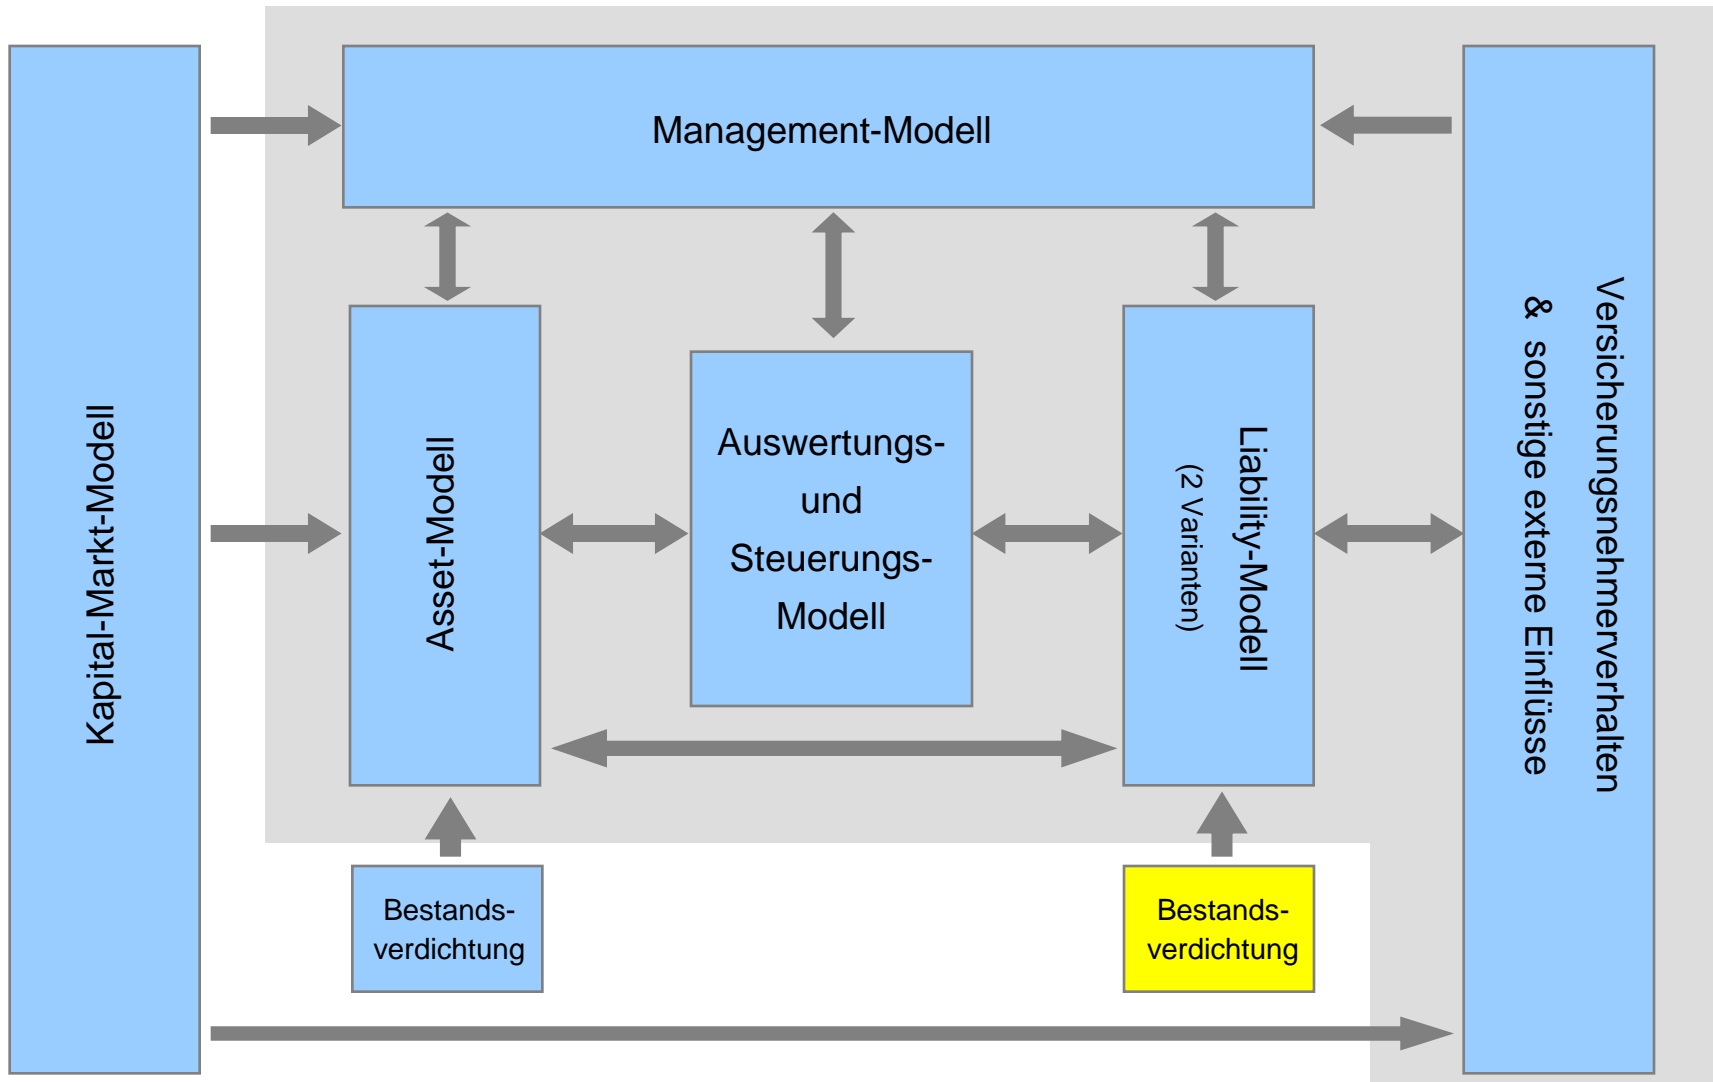 Management-Modell
Kapital-Markt-Modell
Asset-Modell
Auswertungs-
und
Steuerungs-
Modell
Liability-Modell
(2 Varianten)
Versicherungsnehmerverhalten
& sonstige externe Einflüsse
Bestands-
verdichtung
Bestands-
verdichtung